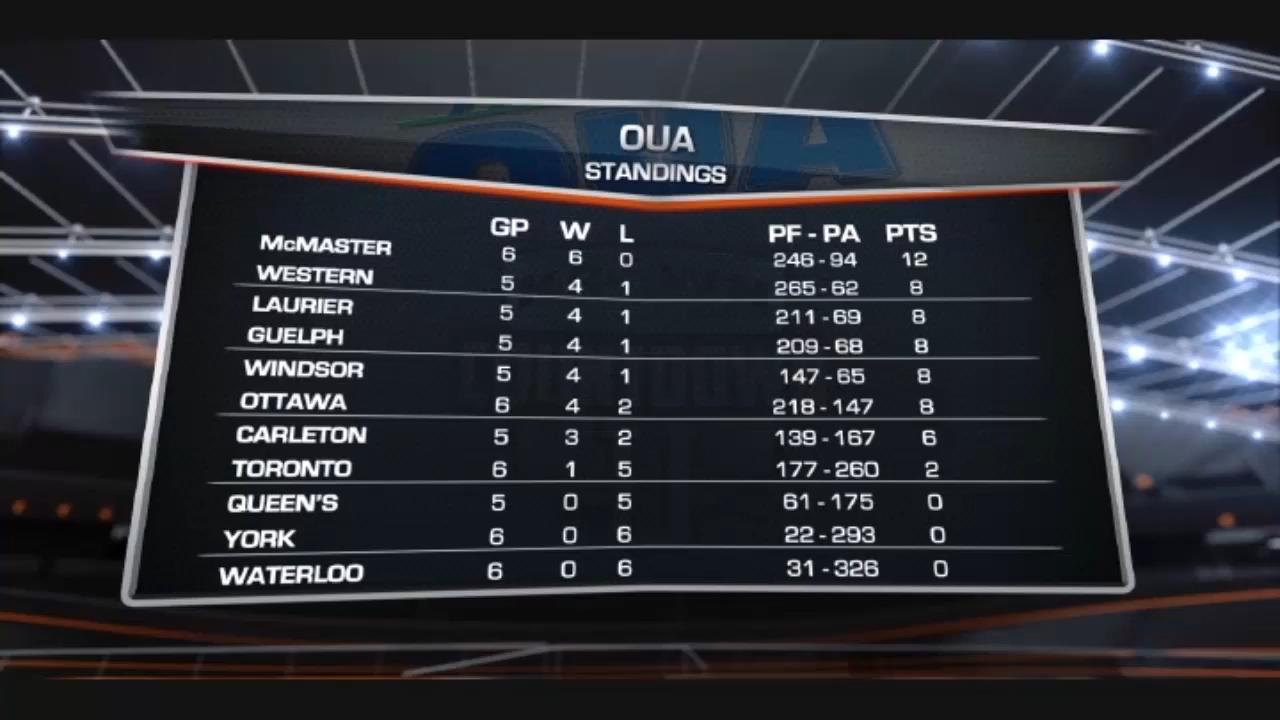 OUA
STANDINGS
GP W L PF - PA PTS
McMASTER 6 6 0 246 - 94 12
WESTERN 5 4 1 265 - 62 8
LAURIER 5 4 1 211 - 69 8
GUELPH 5 4 1 209 - 68 8
WINDSOR 5 4 1 147 - 65 8
OTTAWA 6 4 2 218 - 147 8
CARLETON 5 3 2 139 - 167 6
TORONTO 6 1 5 177 - 260 2
QUEEN'S 5 0 5 61 - 175 0
YORK 6 0 6 22 - 293 0
WATERLOO 6 0 6 31 - 326 0